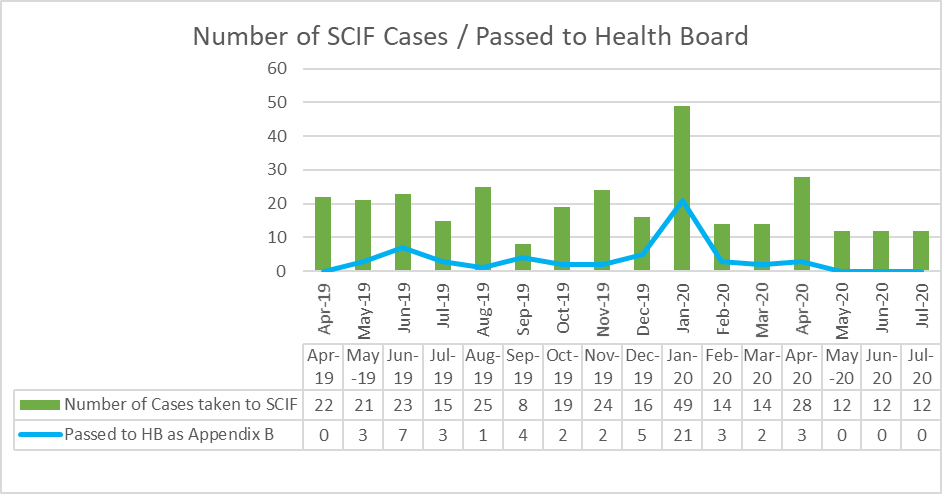 Number of SCIF Cases / Passed to Health Board
60
50
40
30
20
10
0
Apr-19 May-19 Jun-19 Jul-19 Aug-19 Sep-19 Oct-19 Nov-19 Dec-19 Jan-20 Feb-20 Mar-20 Apr-20 May-20 Jun-20 Jul-20
Apr- May Jun- Jul- Aug- Sep- Oct- Nov- Dec- Jan- Feb- Mar- Apr- May Jun- Jul-
19 -19 19 19 19 19 19 19 19 20 20 20 20 -20 20 20
Number of Cases taken to SCIF 22 21 23 15 25 8 19 24 16 49 14 14 28 12 12 12
Passed to HB as Appendix B 0 3 7 3 1 4 2 2 5 21 3 2 3 0 0 0